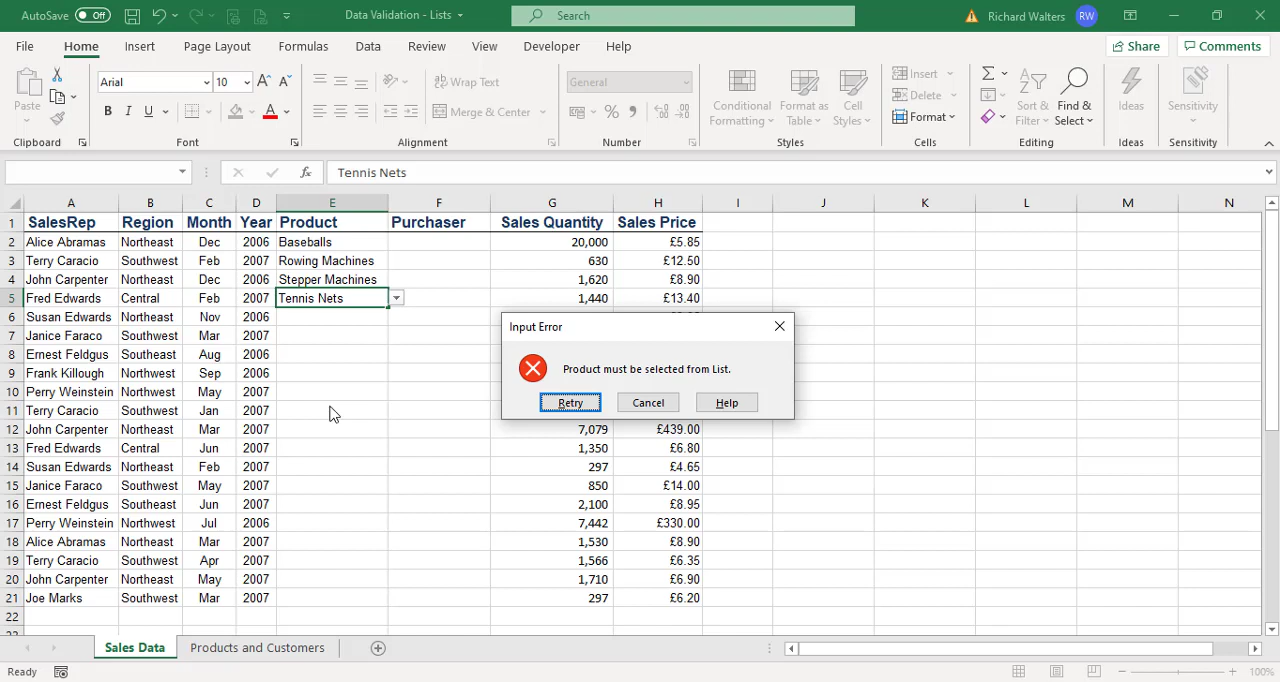 AutoSave Off Data Validation - Lists Search Richard Walters RW
File Home Insert Page Layout Formulas Data Review View Developer Help Share Comments
Paste Arial 10 A A Wrap Text General Conditional Formatting Format as Table Cell Styles Insert Σ Sort & Filter Find & Select Ideas Sensitivity
B I U A Merge & Center % Delete
Format
Clipboard Font Alignment Number Styles Cells Editing Ideas Sensitivity
fx Tennis Nets
A B C D E F G H I J K L M N
1 SalesRep Region Month Year Product Purchaser Sales Quantity Sales Price
2 Alice Abramas Northeast Dec 2006 Baseballs 20,000 £5.85
3 Terry Caracio Southwest Feb 2007 Rowing Machines 630 £12.50
4 John Carpenter Northeast Dec 2006 Stepper Machines 1,620 £8.90
5 Fred Edwards Central Feb 2007 Tennis Nets 1,440 £13.40
6 Susan Edwards Northeast Nov 2006
7 Janice Faraco Southwest Mar 2007
8 Ernest Feldgus Southeast Aug 2006
9 Frank Killough Northeast Sep 2006
10 Perry Weinstein Northwest May 2007
11 Terry Caracio Southwest Jan 2007
12 John Carpenter Northeast Mar 2007 7,079 £439.00
13 Fred Edwards Central Jun 2007 1,350 £6.80
14 Susan Edwards Northeast Feb 2007 297 £4.65
15 Janice Faraco Southwest May 2007 850 £14.00
16 Ernest Feldgus Southeast Jun 2007 2,100 £8.95
17 Perry Weinstein Northwest Jul 2006 7,442 £330.00
18 Alice Abramas Northeast Mar 2007 1,530 £8.90
19 Terry Caracio Southwest Apr 2007 1,566 £6.35
20 John Carpenter Northeast May 2007 1,710 £6.90
21 Joe Marks Southwest Mar 2007 297 £6.20
22
Input Error
Product must be selected from List.
Retry Cancel Help
Sales Data Products and Customers
Ready 100%